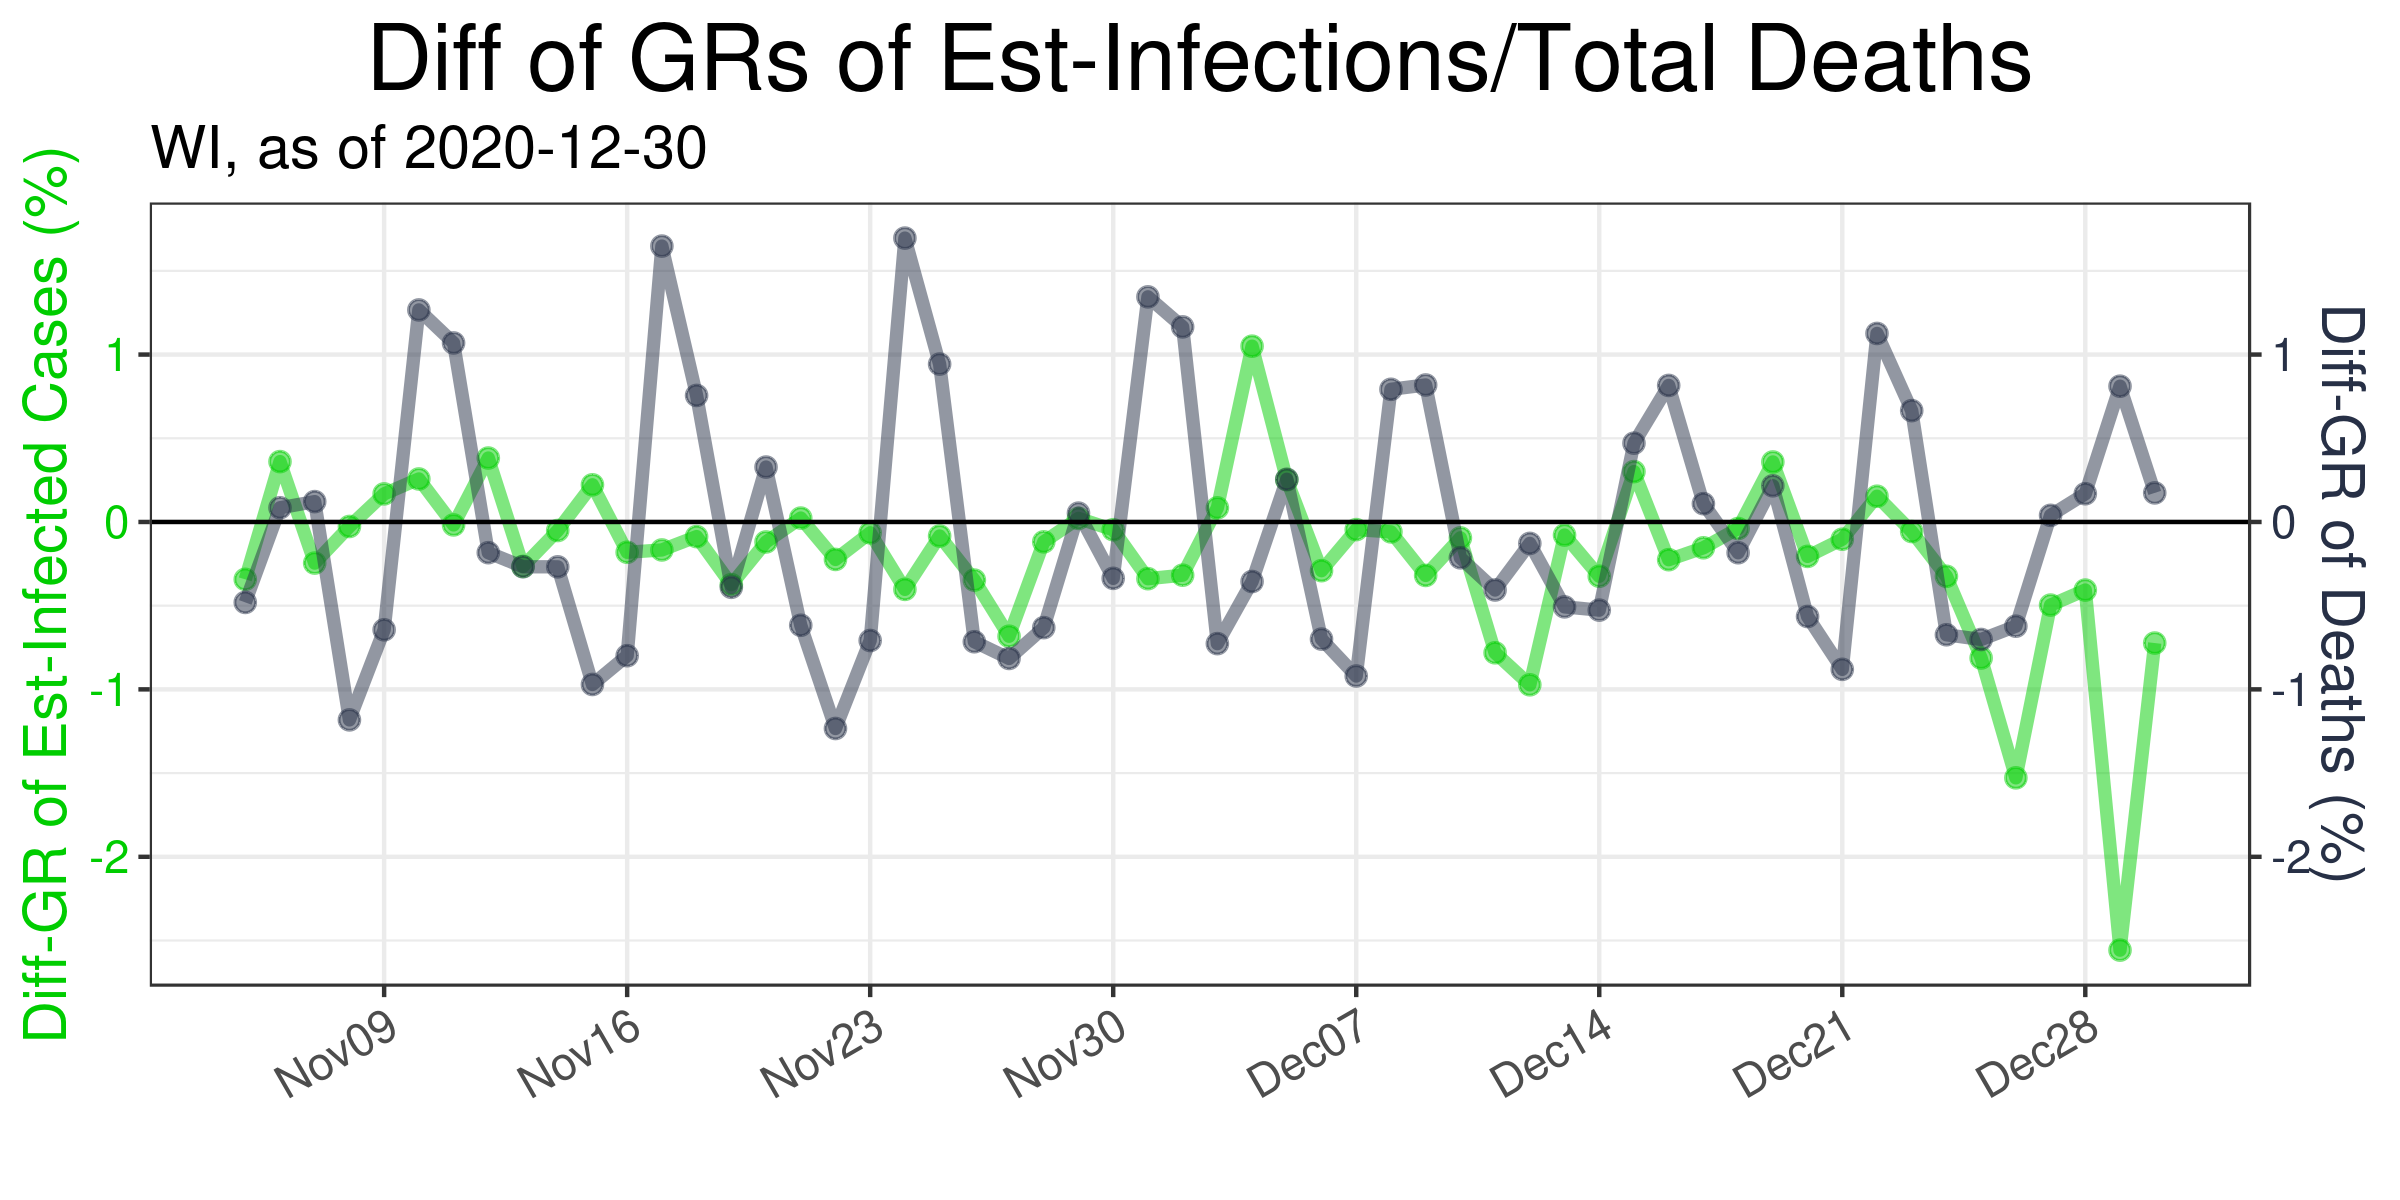 Diff of GRs of Est-Infections/Total Deaths
WI, as of 2020-12-30
Diff-GR of Est-Infected Cases (%)
1
0
-1
-2
1
0
-1
-2
Diff-GR of Deaths (%)
Nov09
Nov16
Nov23
Nov30
Dec07
Dec14
Dec21
Dec28